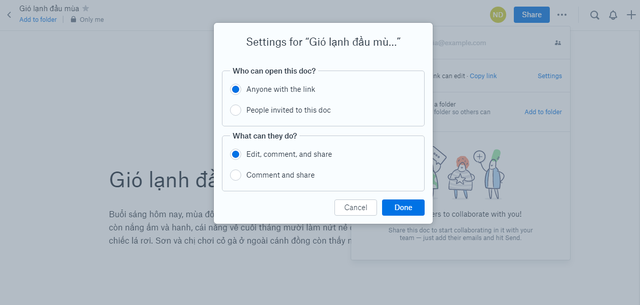 Gió lạnh đầu mùa
Add to folder
Only me
NO
Share
Settings for “Gió lạnh đầu mù...”
@example.com
Who can open this doc?
Anyone with the link
nk can edit · Copy link
Settings
People invited to this doc
a folder
folder so others can
Add to folder
What can they do?
Edit, comment, and share
Comment and share
Cancel
Done
Gió lạnh đầ
ers to collaborate with you!
Share this doc to start collaborating in it with your
team — just add their emails and hit Send.
Buổi sáng hôm nay, mùa đô
còn nắng ấm và hanh, cái nắng về cuối tháng mười làm nứt nẻ
chiếc lá rơi. Sơn và chị chơi cỏ gà ở ngoài cánh đồng còn thấy n